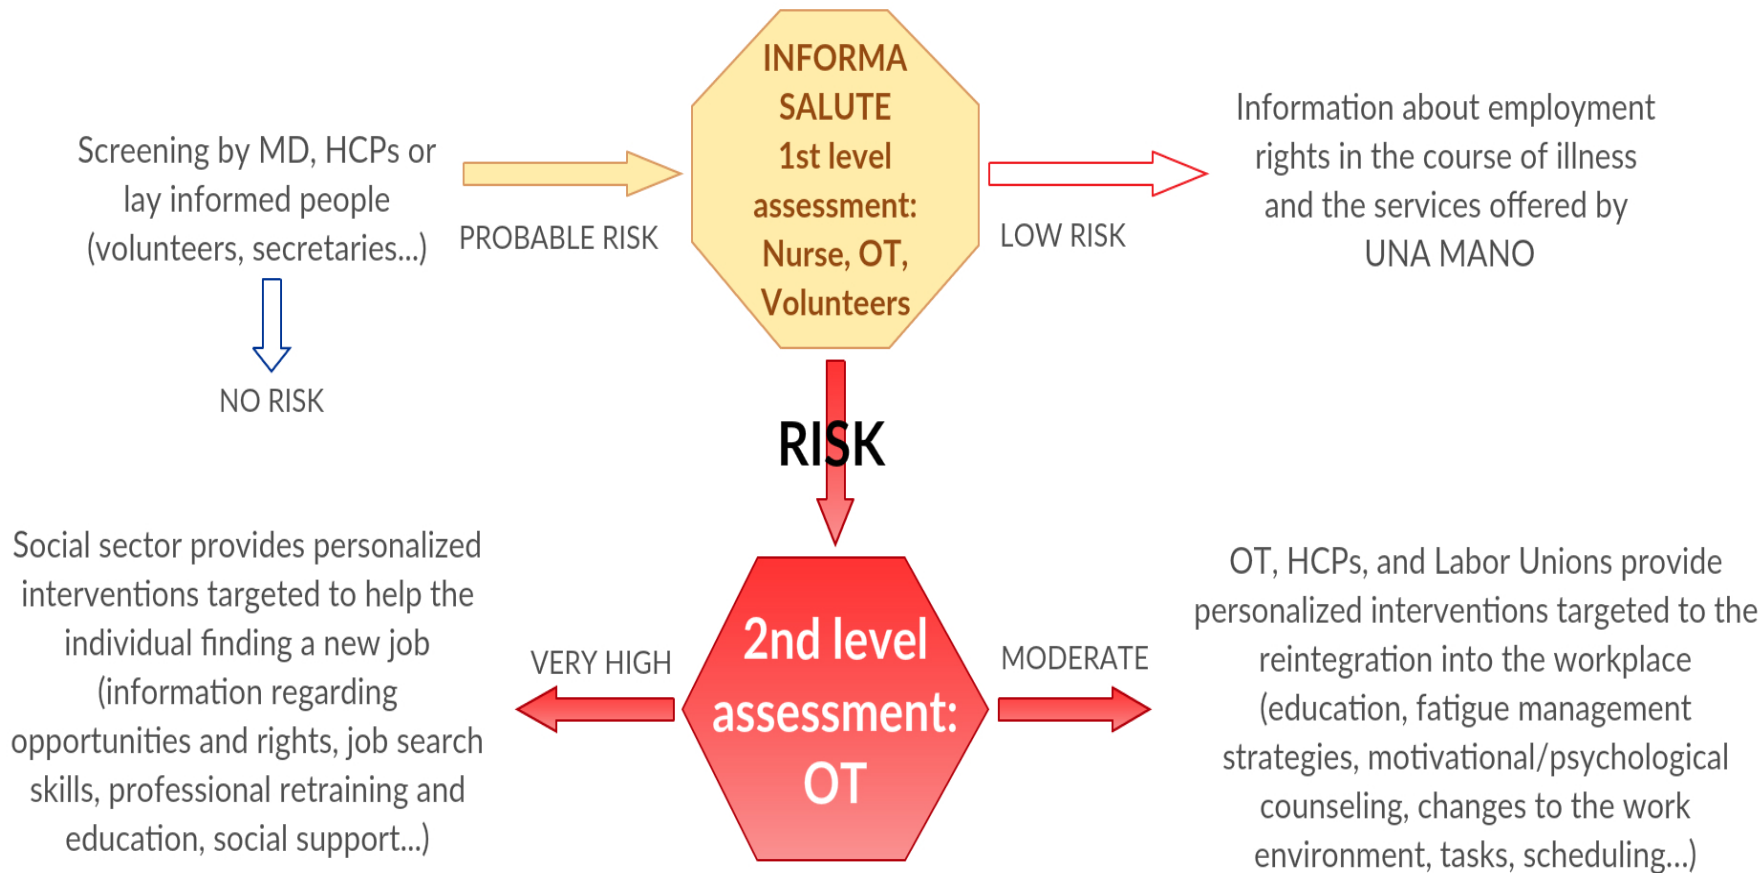 Screening by MD, HCPs or
lay informed people
(volunteers, secretaries...)
PROBABLE RISK
NO RISK
INFORMA
SALUTE
1st level
assessment:
Nurse, OT,
Volunteers
LOW RISK
Information about employment
rights in the course of illness
and the services offered by
UNA MANO
RISK
2nd level
assessment:
OT
VERY HIGH
Social sector provides personalized
interventions targeted to help the
individual finding a new job
(information regarding
opportunities and rights, job search
skills, professional retraining and
education, social support...)
MODERATE
OT, HCPs, and Labor Unions provide
personalized interventions targeted to the
reintegration into the workplace
(education, fatigue management
strategies, motivational/psychological
counseling, changes to the work
environment, tasks, scheduling...)